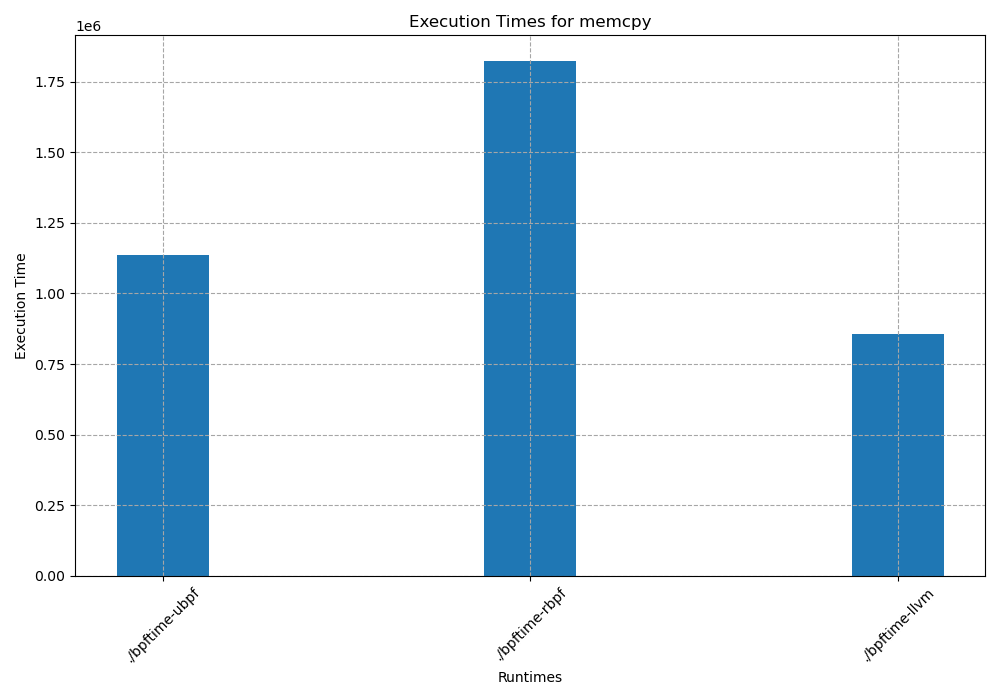 Execution Times for memcpy
1e6
1.75
1.50
1.25
1.00
0.75
0.50
0.25
0.00
Execution Time
./bpftime-ubpf
./bpftime-rbpf
./bpftime-llvm
Runtimes